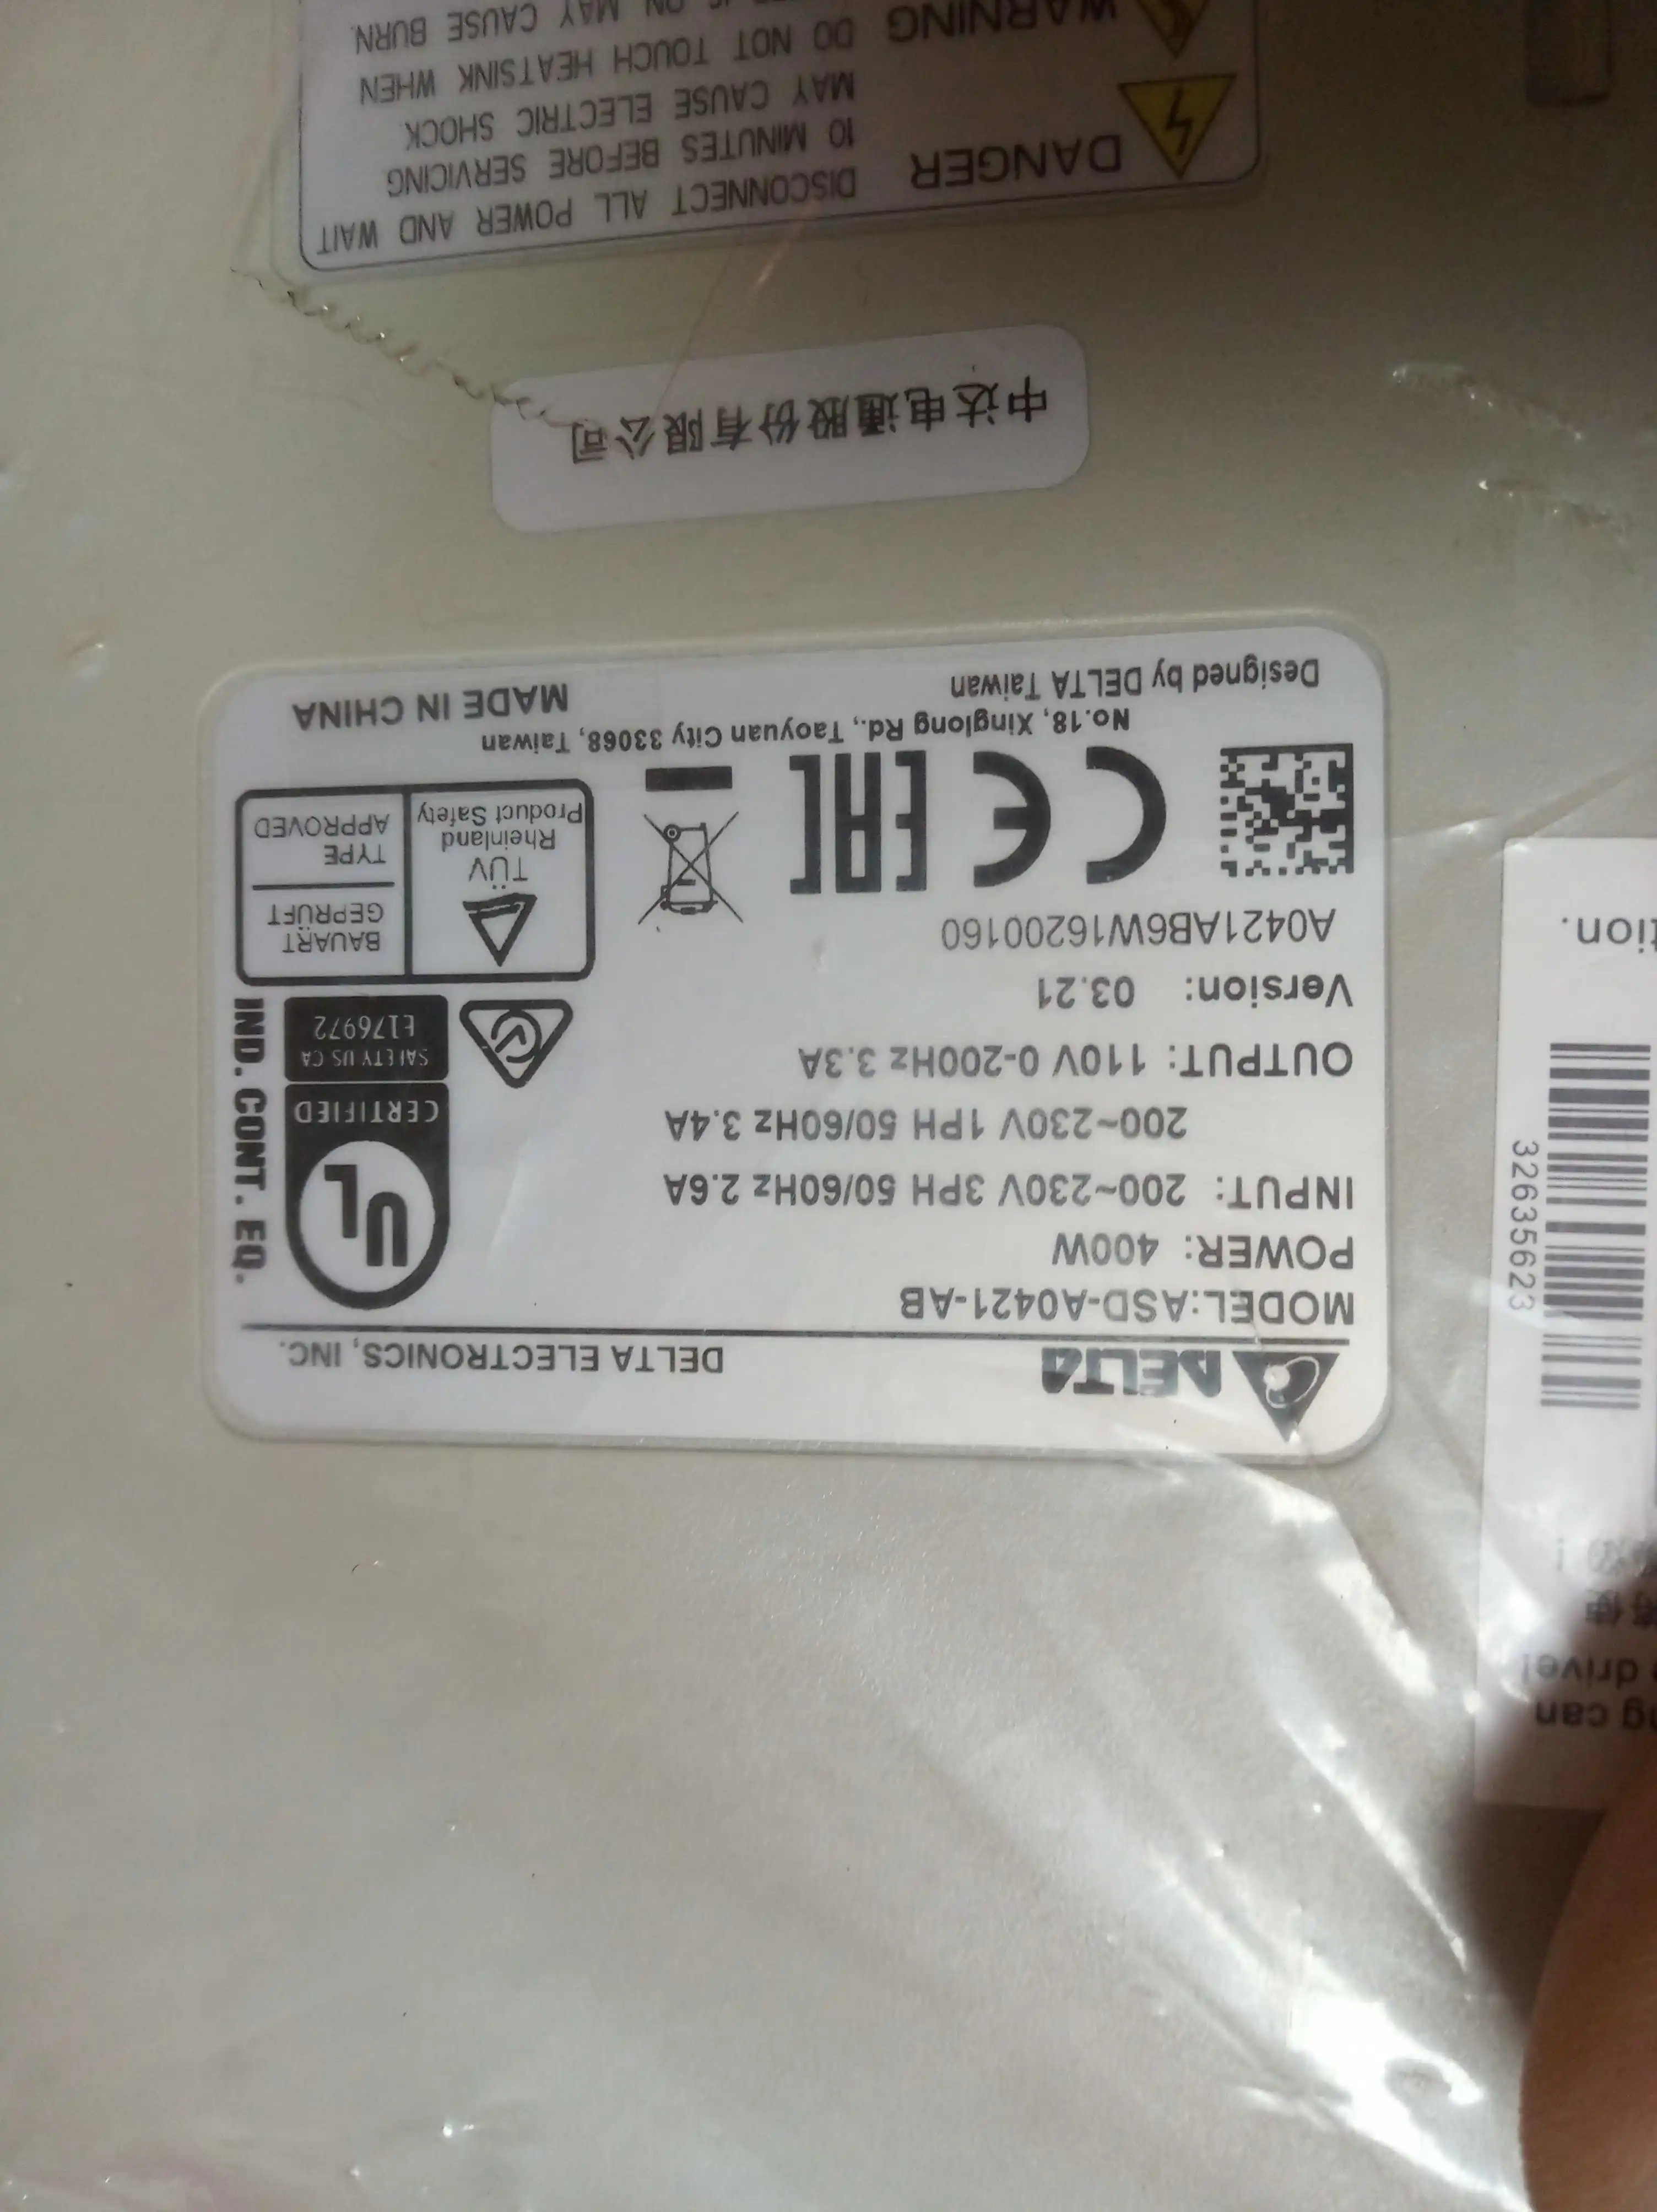 DELTA DELTA ELECTRONICS, INC.
MODEL:ASD-A0421-AB
POWER: 400W
INPUT: 200~230V 3PH 50/60Hz 2.6A
200~230V 1PH 50/60Hz 3.4A
OUTPUT: 110V 0-200Hz 3.3A
Version: 03.21
A0421AB6W16200160
UL
CERTIFIED
SAFETY US CA
E176972
IND. CONT. EQ.
TÜV
Rheinland
Product Safety
BAUART
GEPRÜFT
TYPE
APPROVED
CE EAC
No.18, Xinglong Rd., Taoyuan City 33068, Taiwan
Designed by DELTA Taiwan
MADE IN CHINA
中达电通股份有限公司
DANGER
DISCONNECT ALL POWER AND WAIT
10 MINUTES BEFORE SERVICING
MAY CAUSE ELECTRIC SHOCK
WARNING
DO NOT TOUCH HEATSINK WHEN
IS ON MAY CAUSE BURN
can
drive!
使
32635623